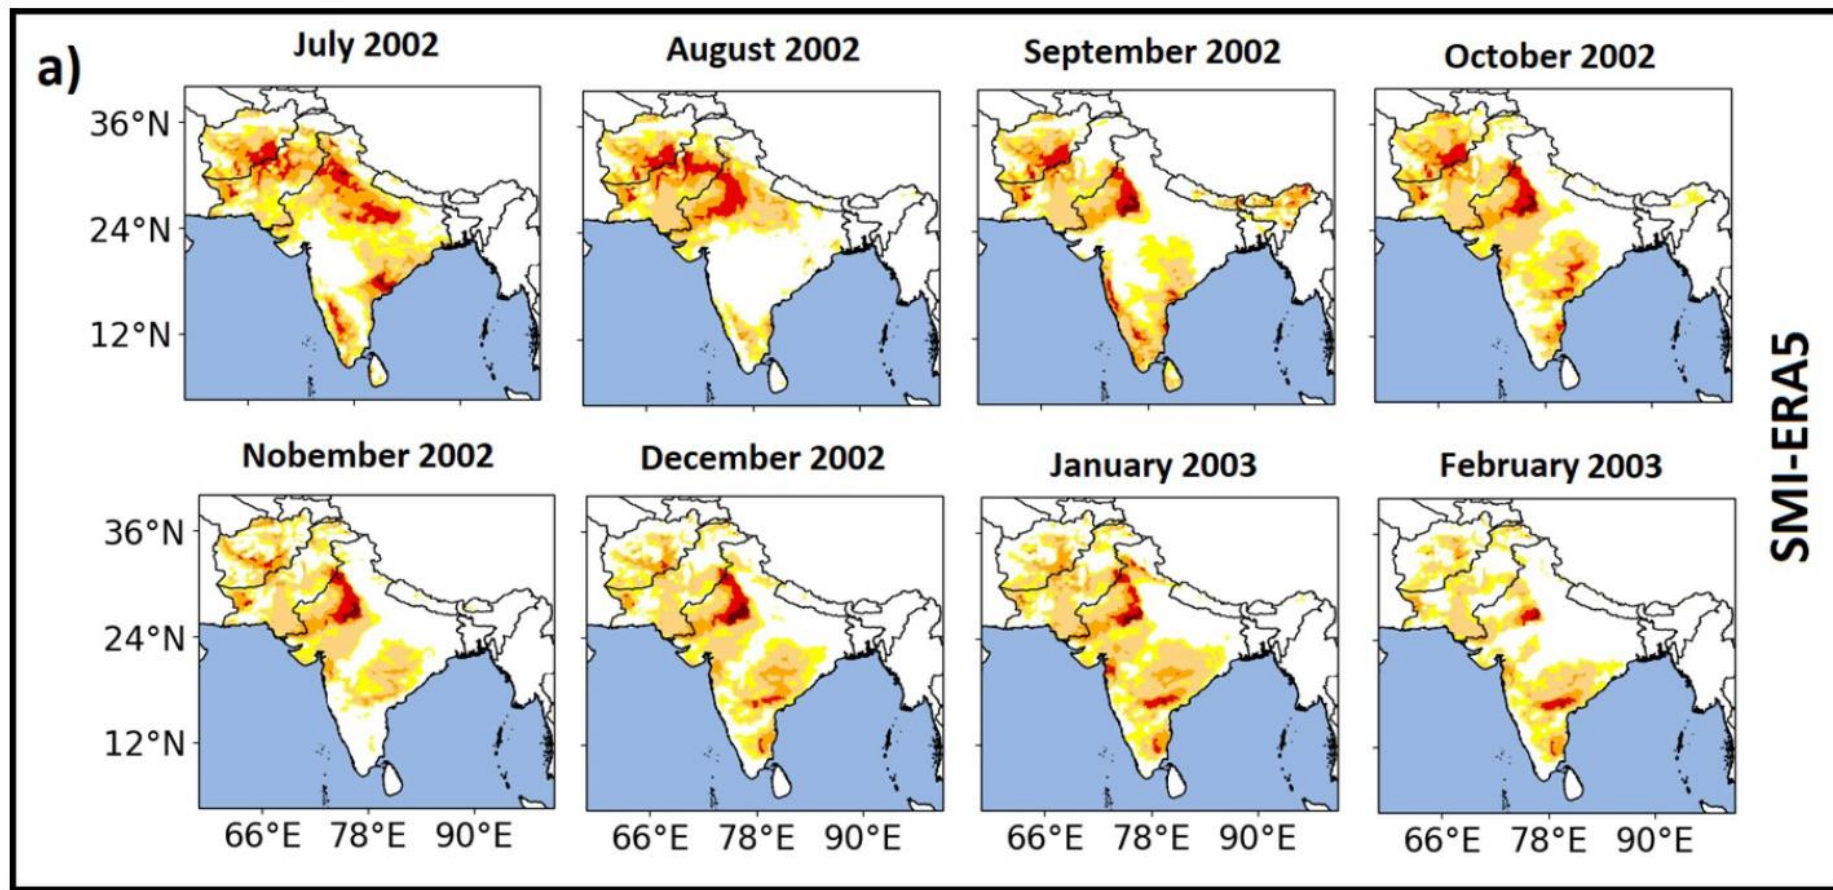 a)
July 2002
August 2002
September 2002
October 2002
36°N
24°N
12°N
Nobember 2002
December 2002
January 2003
February 2003
36°N
24°N
12°N
66°E 78°E 90°E
66°E 78°E 90°E
66°E 78°E 90°E
66°E 78°E 90°E
SMI-ERA5